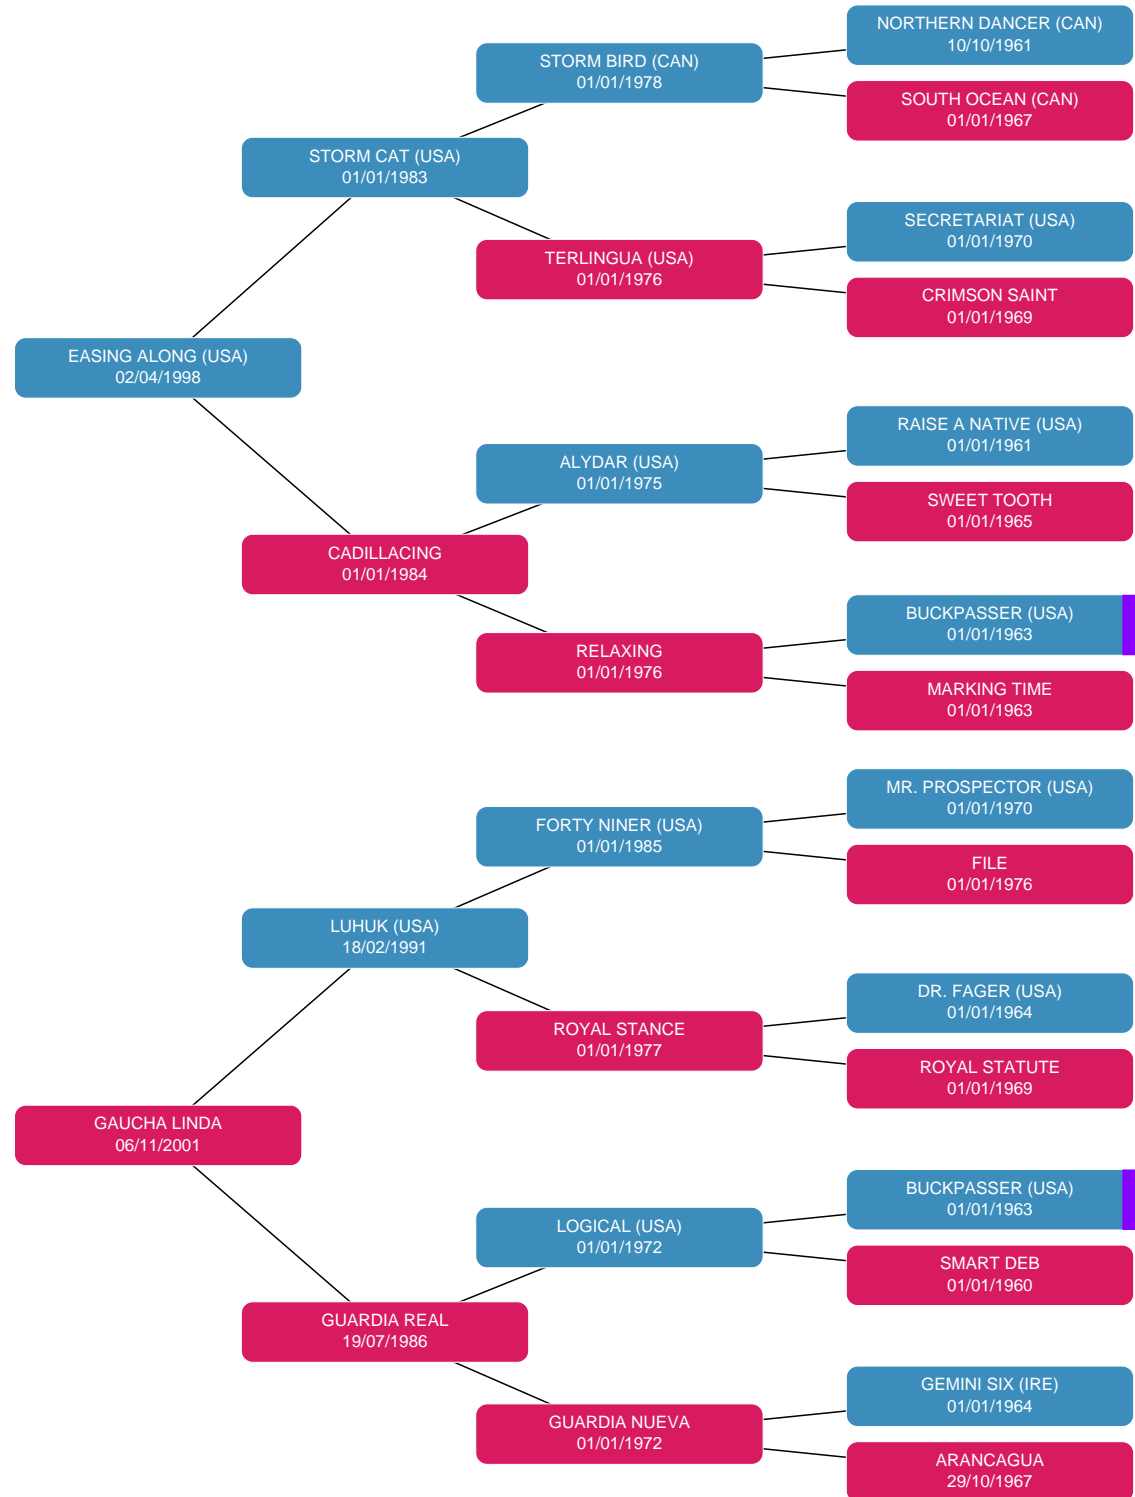 NORTHERN DANCER (CAN)
10/10/1961
STORM BIRD (CAN)
01/01/1978
SOUTH OCEAN (CAN)
01/01/1967
STORM CAT (USA)
01/01/1983
SECRETARIAT (USA)
01/01/1970
TERLINGUA (USA)
01/01/1976
CRIMSON SAINT
01/01/1969
EASING ALONG (USA)
02/04/1998
RAISE A NATIVE (USA)
01/01/1961
ALYDAR (USA)
01/01/1975
SWEET TOOTH
01/01/1965
CADILLACING
01/01/1984
BUCKPASSER (USA)
01/01/1963
RELAXING
01/01/1976
MARKING TIME
01/01/1963
MR. PROSPECTOR (USA)
01/01/1970
FORTY NINER (USA)
01/01/1985
FILE
01/01/1976
LUHUK (USA)
18/02/1991
DR. FAGER (USA)
01/01/1964
ROYAL STANCE
01/01/1977
ROYAL STATUTE
01/01/1969
GAUCHA LINDA
06/11/2001
BUCKPASSER (USA)
01/01/1963
LOGICAL (USA)
01/01/1972
SMART DEB
01/01/1960
GUARDIA REAL
19/07/1986
GEMINI SIX (IRE)
01/01/1964
GUARDIA NUEVA
01/01/1972
ARANCAGUA
29/10/1967